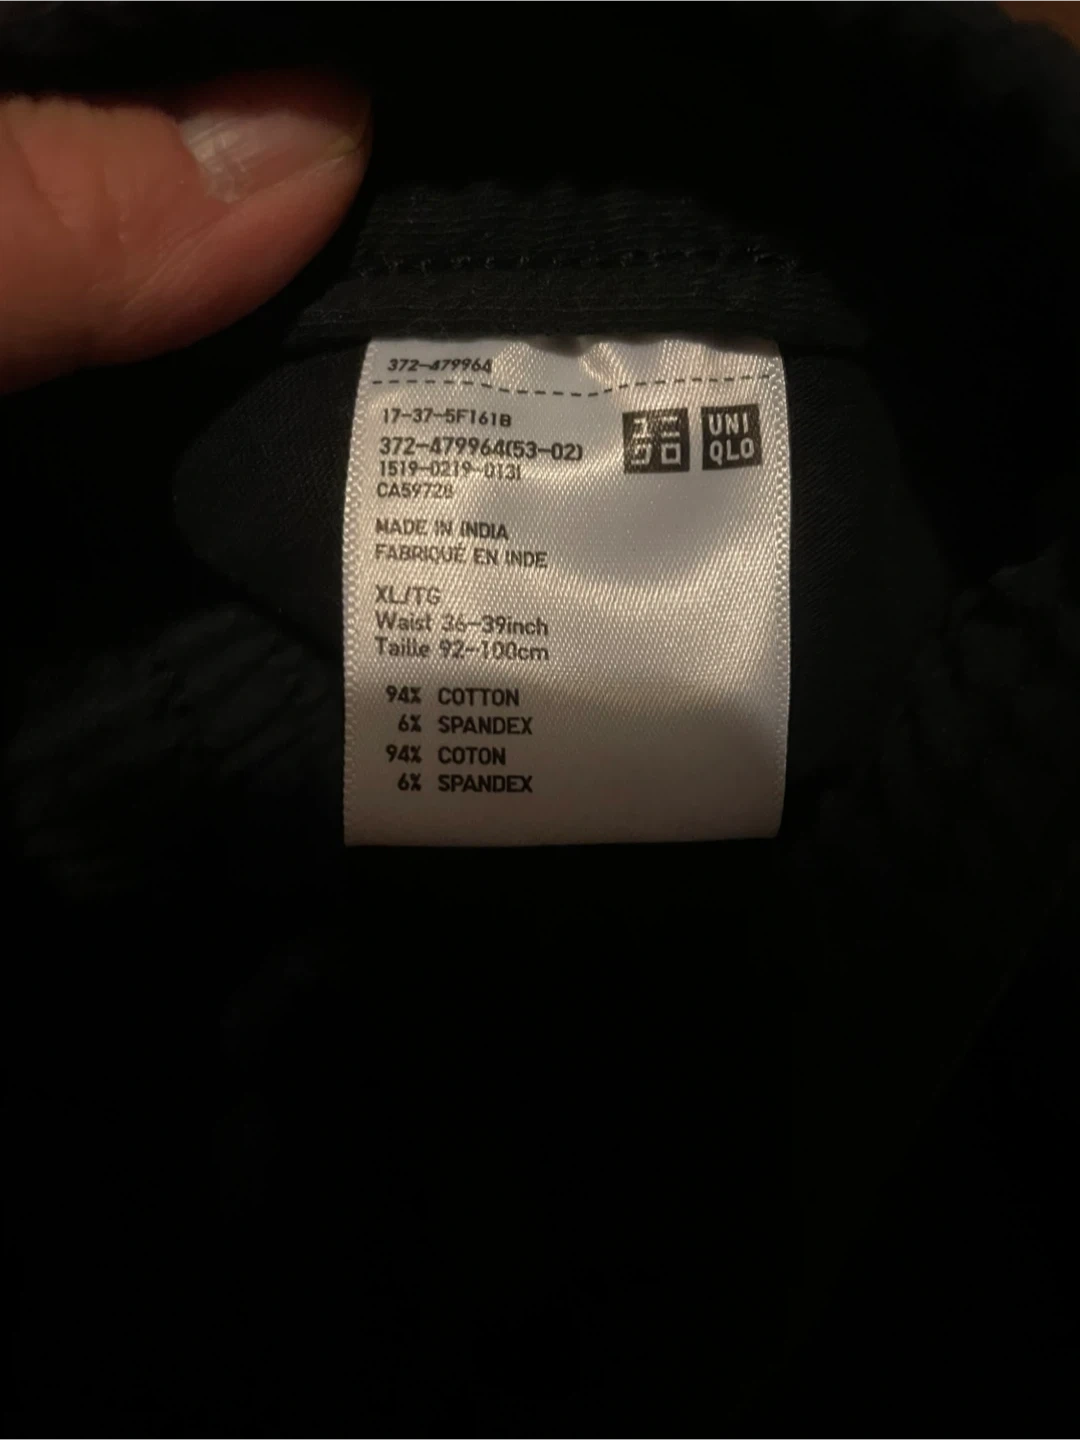 372-479964
17-37-5F161B
372-479964(53-02)
1519-0219-0131
CA59728
ユニ
クロ
UNI
QLO
MADE IN INDIA
FABRIQUÉ EN INDE
XL/TG
Waist 36-39inch
Taille 92-100cm
94% COTTON
6% SPANDEX
94% COTON
6% SPANDEX